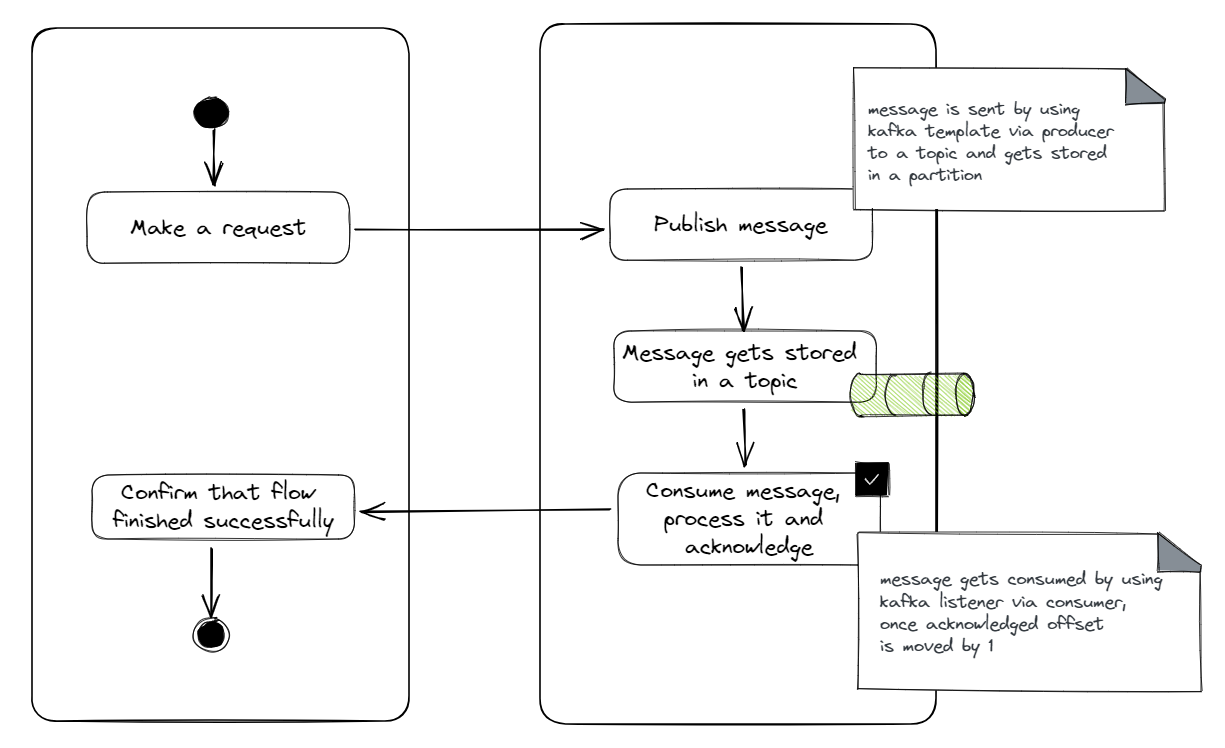 message is sent by using
kafka template via producer
to a topic and gets stored
in a partition
Make a request
Publish message
Message gets stored
in a topic
Confirm that flow
finished successfully
Consume message,
process it and
acknowledge
message gets consumed by using
kafka listener via consumer,
once acknowledged offset
is moved by 1